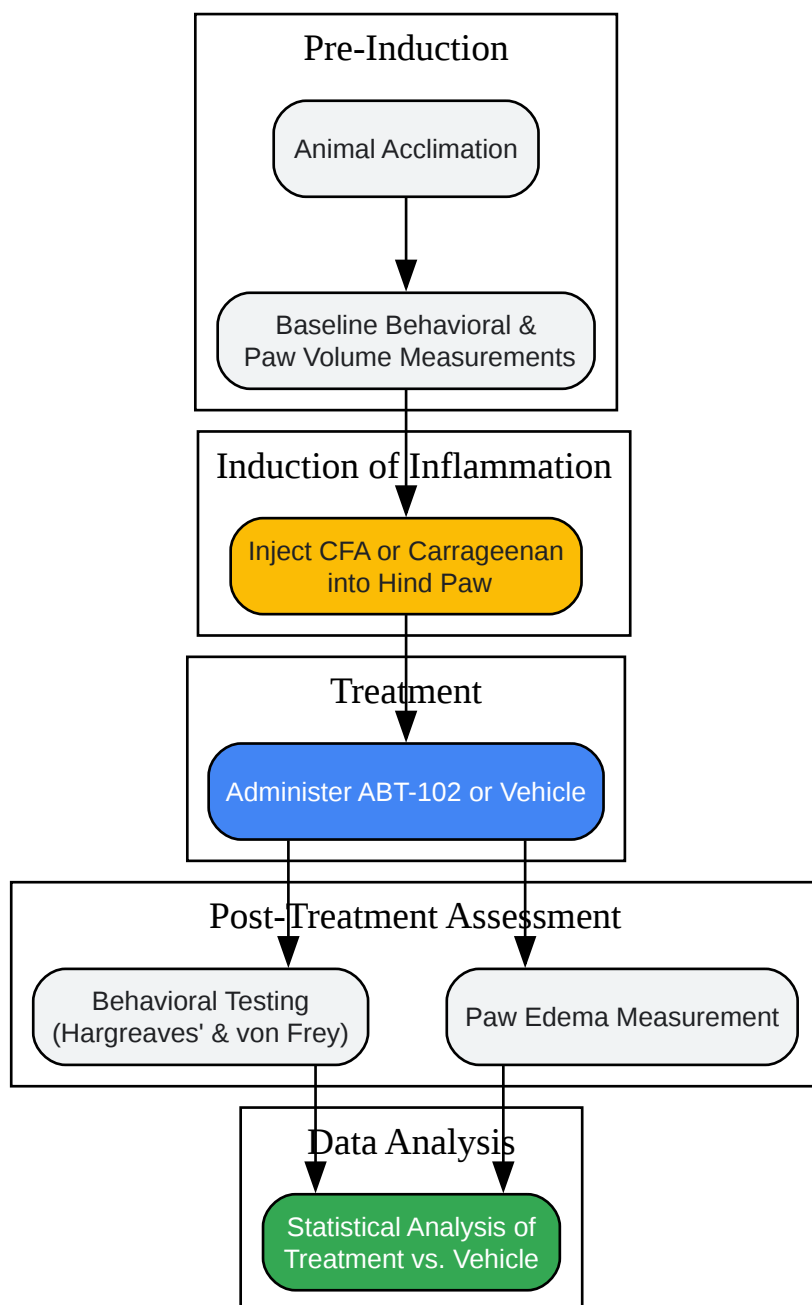 Pre-Induction
Animal Acclimation
Baseline Behavioral &
Paw Volume Measurements
Induction of Inflammation
Inject CFA or Carrageenan
into Hind Paw
Treatment
Administer ABT-102 or Vehicle
Post-Treatment Assessment
Behavioral Testing
(Hargreaves' & von Frey)
Paw Edema Measurement
Data Analysis
Statistical Analysis of
Treatment vs. Vehicle